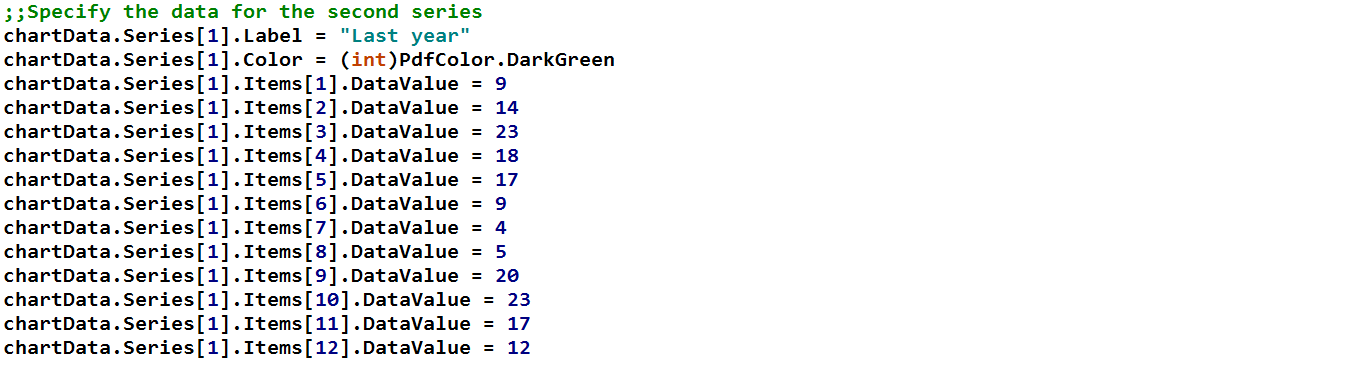 ;;Specify the data for the second series
chartData.Series[1].Label = "Last year"
chartData.Series[1].Color = (int)PdfColor.DarkGreen
chartData.Series[1].Items[1].DataValue = 9
chartData.Series[1].Items[2].DataValue = 14
chartData.Series[1].Items[3].DataValue = 23
chartData.Series[1].Items[4].DataValue = 18
chartData.Series[1].Items[5].DataValue = 17
chartData.Series[1].Items[6].DataValue = 9
chartData.Series[1].Items[7].DataValue = 4
chartData.Series[1].Items[8].DataValue = 5
chartData.Series[1].Items[9].DataValue = 20
chartData.Series[1].Items[10].DataValue = 23
chartData.Series[1].Items[11].DataValue = 17
chartData.Series[1].Items[12].DataValue = 12